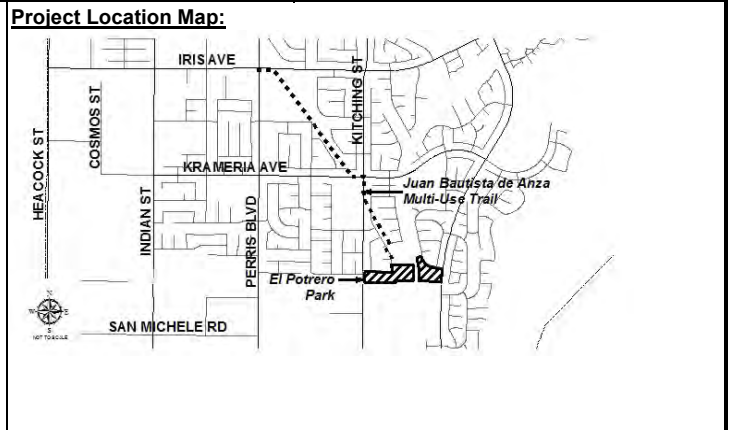 Project Location Map:
IRIS AVE
KITCHING ST
COSMOS ST
HEACOCK ST
KRAMERIA AVE
Juan Bautista de Anza
Multi-Use Trail
INDIAN ST
PERRIS BLVD
El Potrero
Park
N
W
E
S
NOT TO SCALE
SAN MICHELE RD